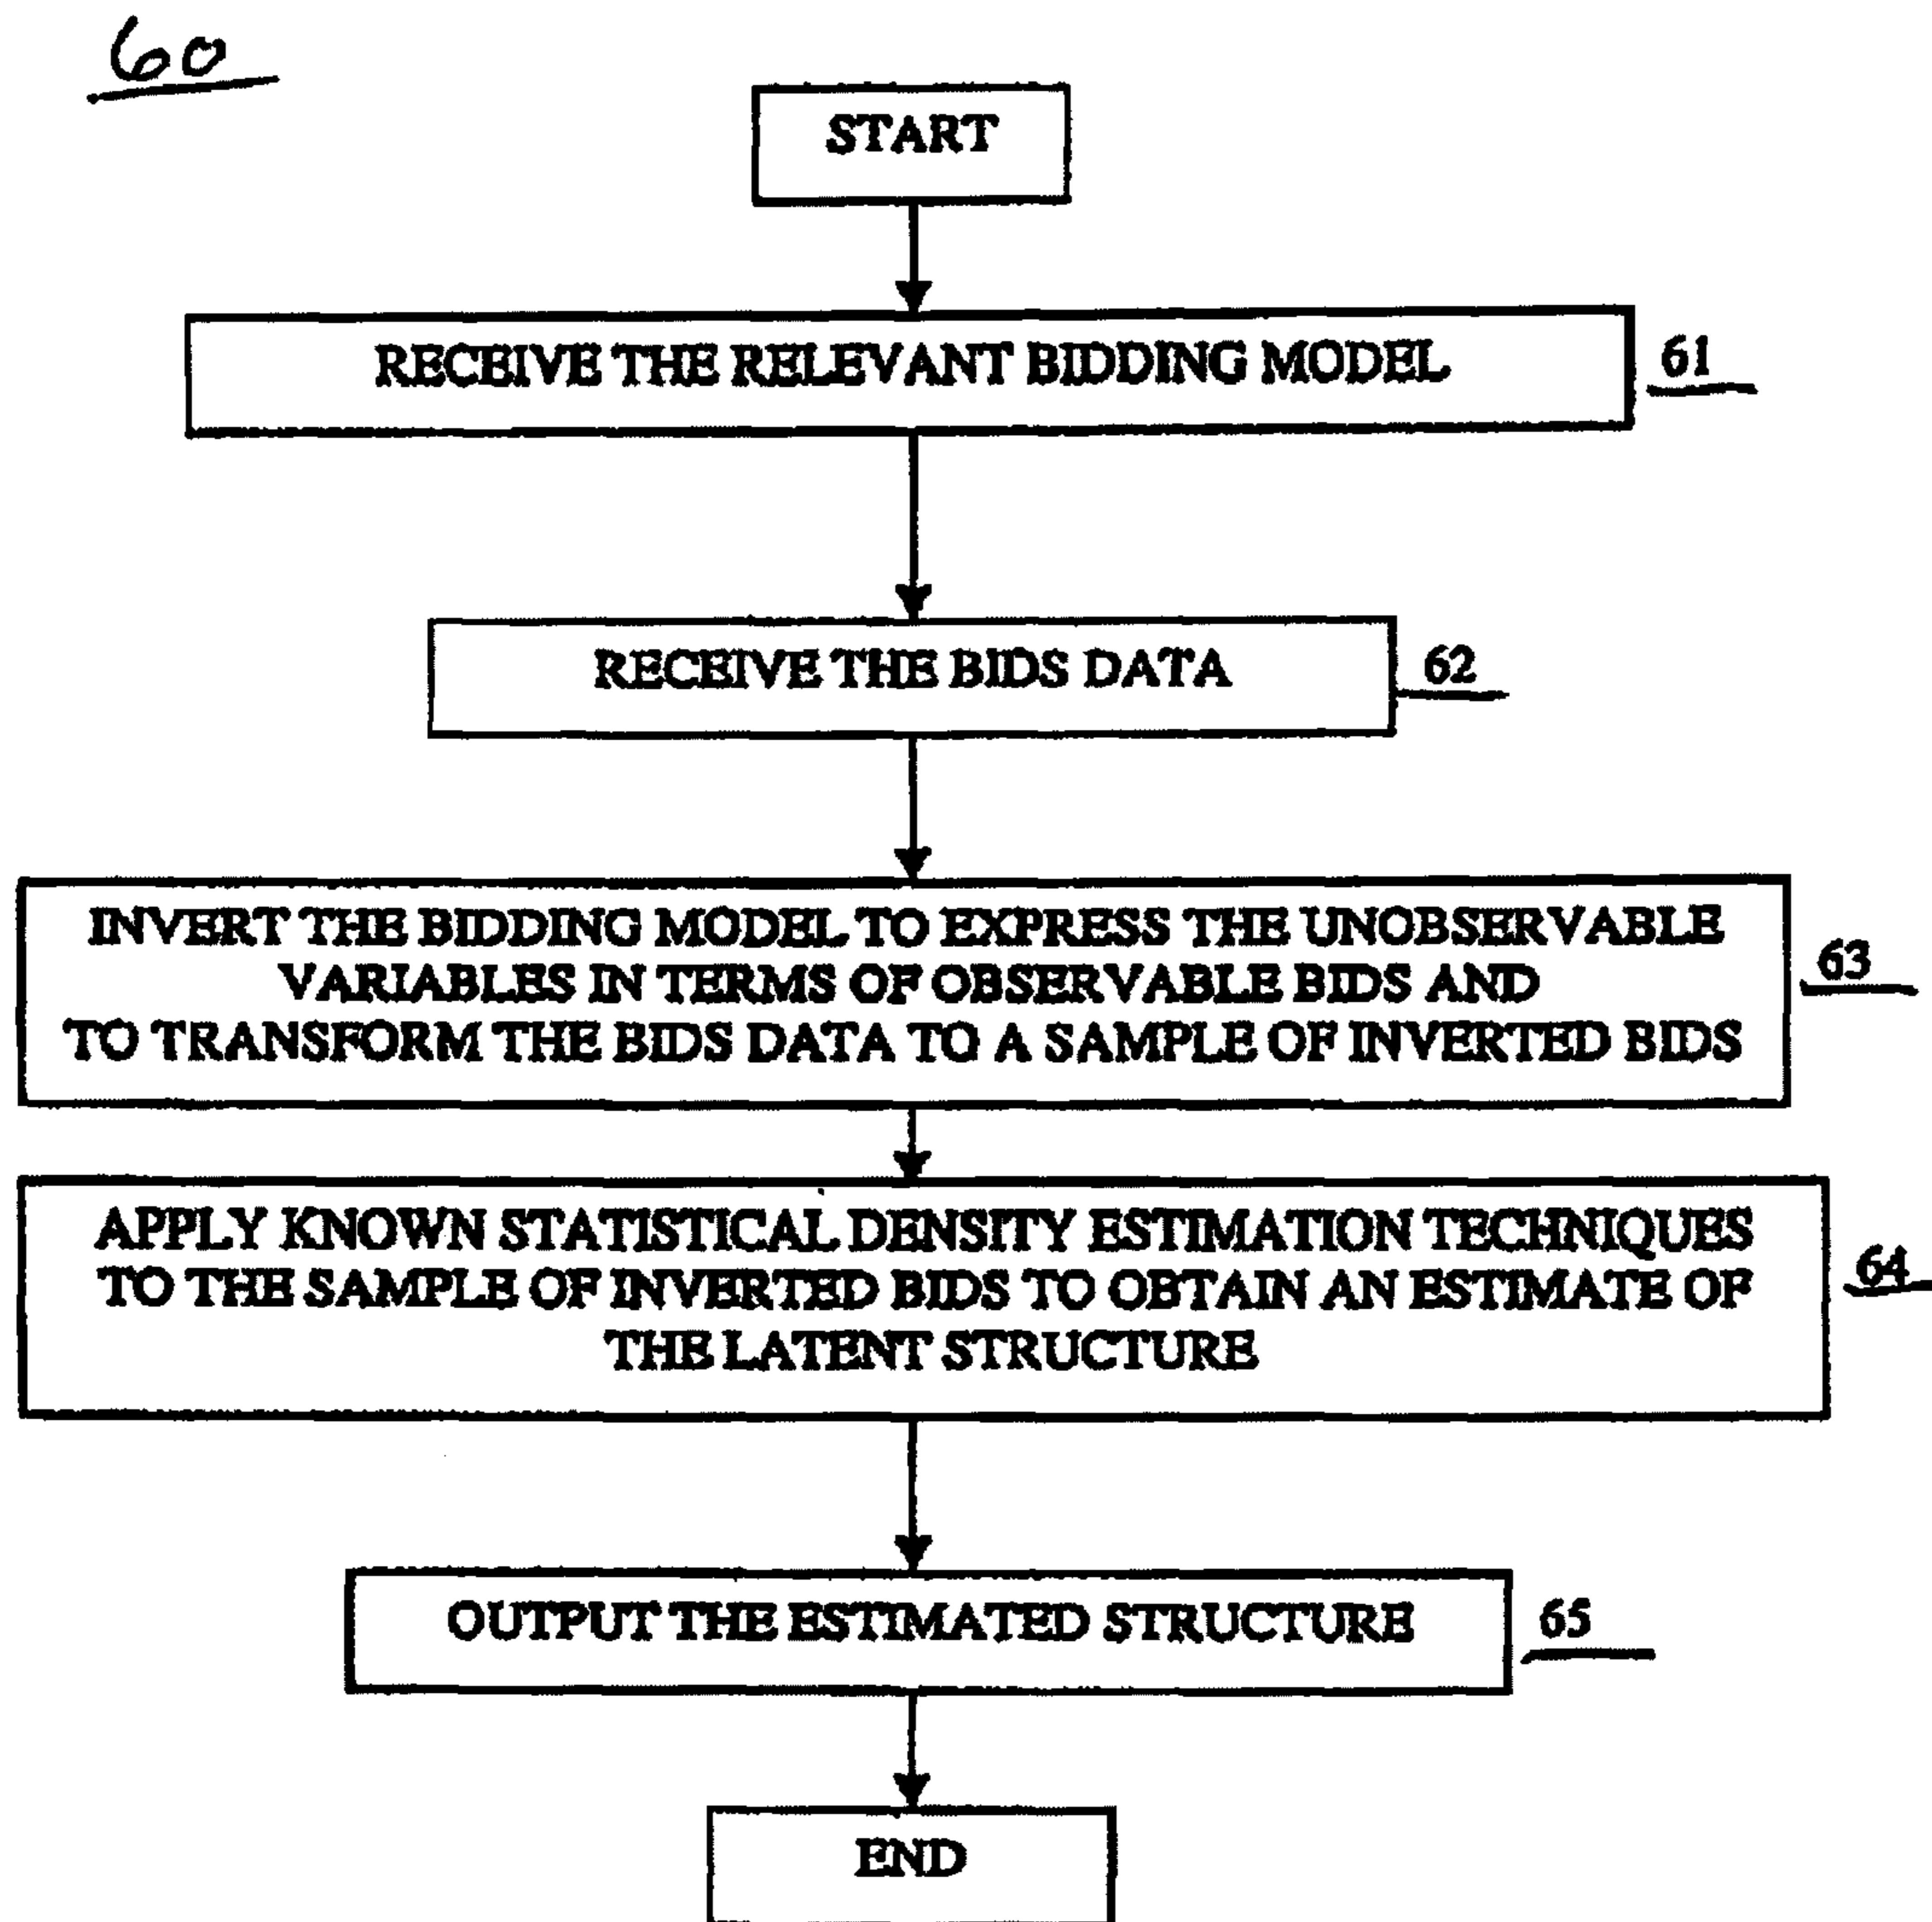 60
START
RECEIVE THE RELEVANT BIDDING MODEL
61
RECEIVE THE BIDS DATA
62
INVERT THE BIDDING MODEL TO EXPRESS THE UNOBSERVABLE
VARIABLES IN TERMS OF OBSERVABLE BIDS AND
TO TRANSFORM THE BIDS DATA TO A SAMPLE OF INVERTED BIDS
63
APPLY KNOWN STATISTICAL DENSITY ESTIMATION TECHNIQUES
TO THE SAMPLE OF INVERTED BIDS TO OBTAIN AN ESTIMATE OF
THE LATENT STRUCTURE
64
OUTPUT THE ESTIMATED STRUCTURE
65
END